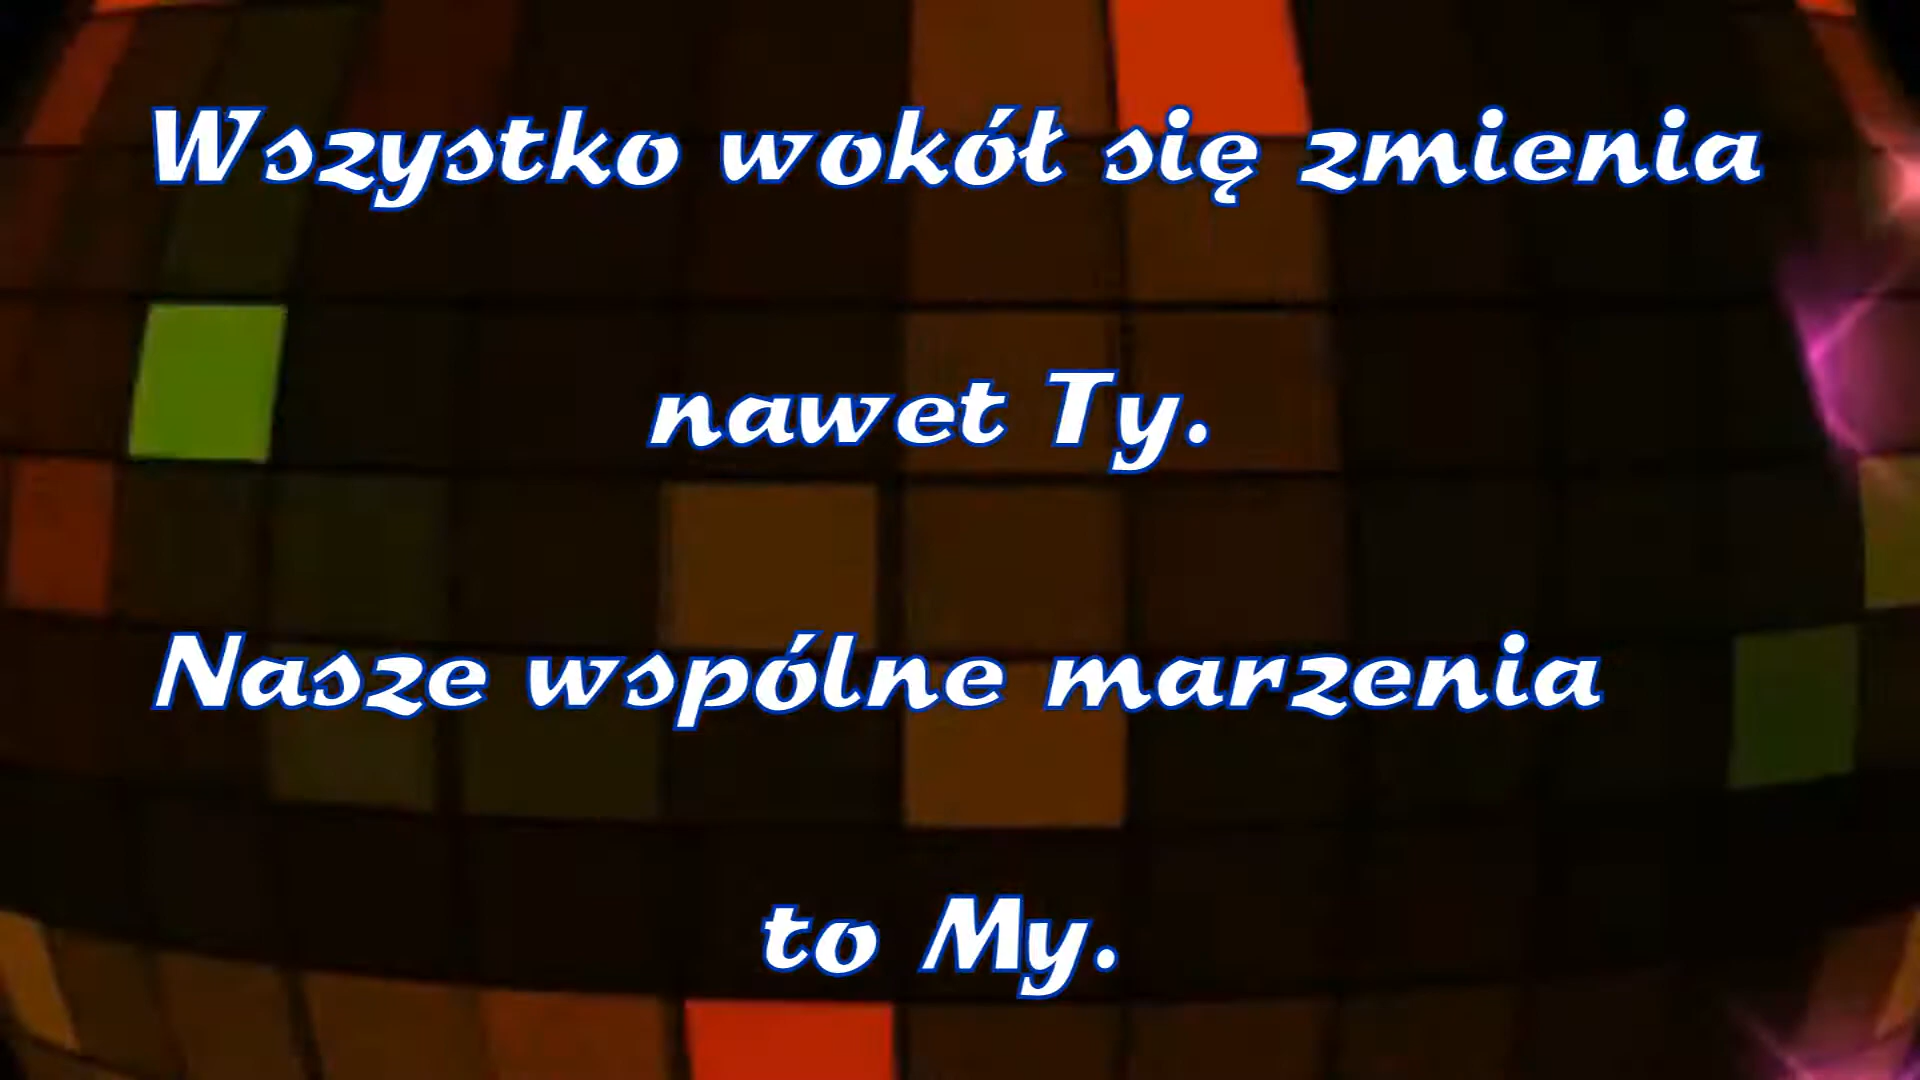 Wszystko wokół się zmienia
nawet Ty.
Nasze wspólne marzenia
to My.